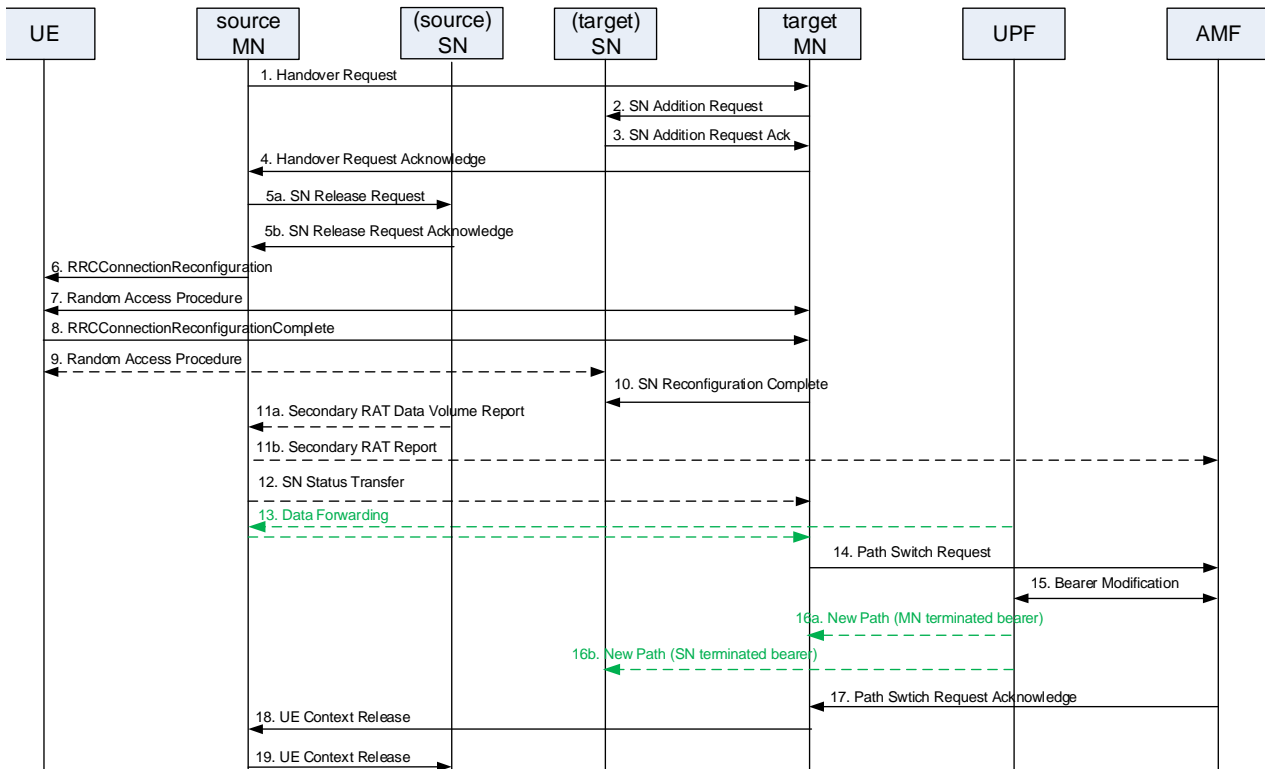 UE
source
MN
(source)
SN
(target)
SN
target
MN
UPF
AMF
1. Handover Request
2. SN Addition Request
3. SN Addition Request Ack
4. Handover Request Acknowledge
5a. SN Release Request
5b. SN Release Request Acknowledge
6. RRCConnectionReconfiguration
7. Random Access Procedure
8. RRCConnectionReconfigurationComplete
9. Random Access Procedure
10. SN Reconfiguration Complete
11a. Secondary RAT Data Volume Report
11b. Secondary RAT Report
12. SN Status Transfer
13. Data Forwarding
14. Path Switch Request
15. Bearer Modification
16a. New Path (MN terminated bearer)
16b. New Path (SN terminated bearer)
17. Path Swtich Request Acknowledge
18. UE Context Release
19. UE Context Release